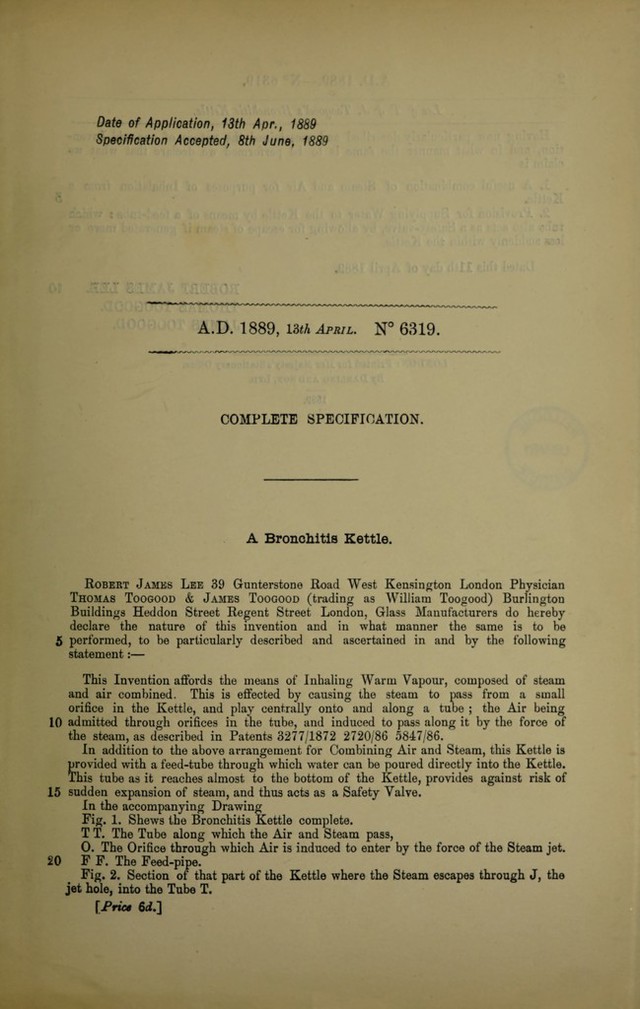 Date of Application, 13th Apr., 1889
Specification Accepted, 8th June, 1889
A.D. 1889, 13th APRIL. N° 6319.
COMPLETE SPECIFICATION.
A Bronchitis Kettle.
ROBERT JAMES LEE 39 Gunterstone Road West Kensington London Physician
THOMAS TOOGOOD & JAMES TOOGOOD (trading as William Toogood) Burlington
Buildings Heddon Street Regent Street London, Glass Manufacturers do hereby
declare the nature of this invention and in what manner the same is to be
5 performed, to be particularly described and ascertained in and by the following
statement :—
This Invention affords the means of Inhaling Warm Vapour, composed of steam
and air combined. This is effected by causing the steam to pass from a small
orifice in the Kettle, and play centrally onto and along a tube ; the Air being
10 admitted through orifices in the tube, and induced to pass along it by the force of
the steam, as described in Patents 3277/1872 2720/86 5847/86.
In addition to the above arrangement for Combining Air and Steam, this Kettle is
provided with a feed-tube through which water can be poured directly into the Kettle.
This tube as it reaches almost to the bottom of the Kettle, provides against risk of
15 sudden expansion of steam, and thus acts as a Safety Valve.
In the accompanying Drawing
Fig. 1. Shews the Bronchitis Kettle complete.
T T. The Tube along which the Air and Steam pass,
O. The Orifice through which Air is induced to enter by the force of the Steam jet.
20 F F. The Feed-pipe.
Fig. 2. Section of that part of the Kettle where the Steam escapes through J, the
jet hole, into the Tube T.
[Price 6d.]